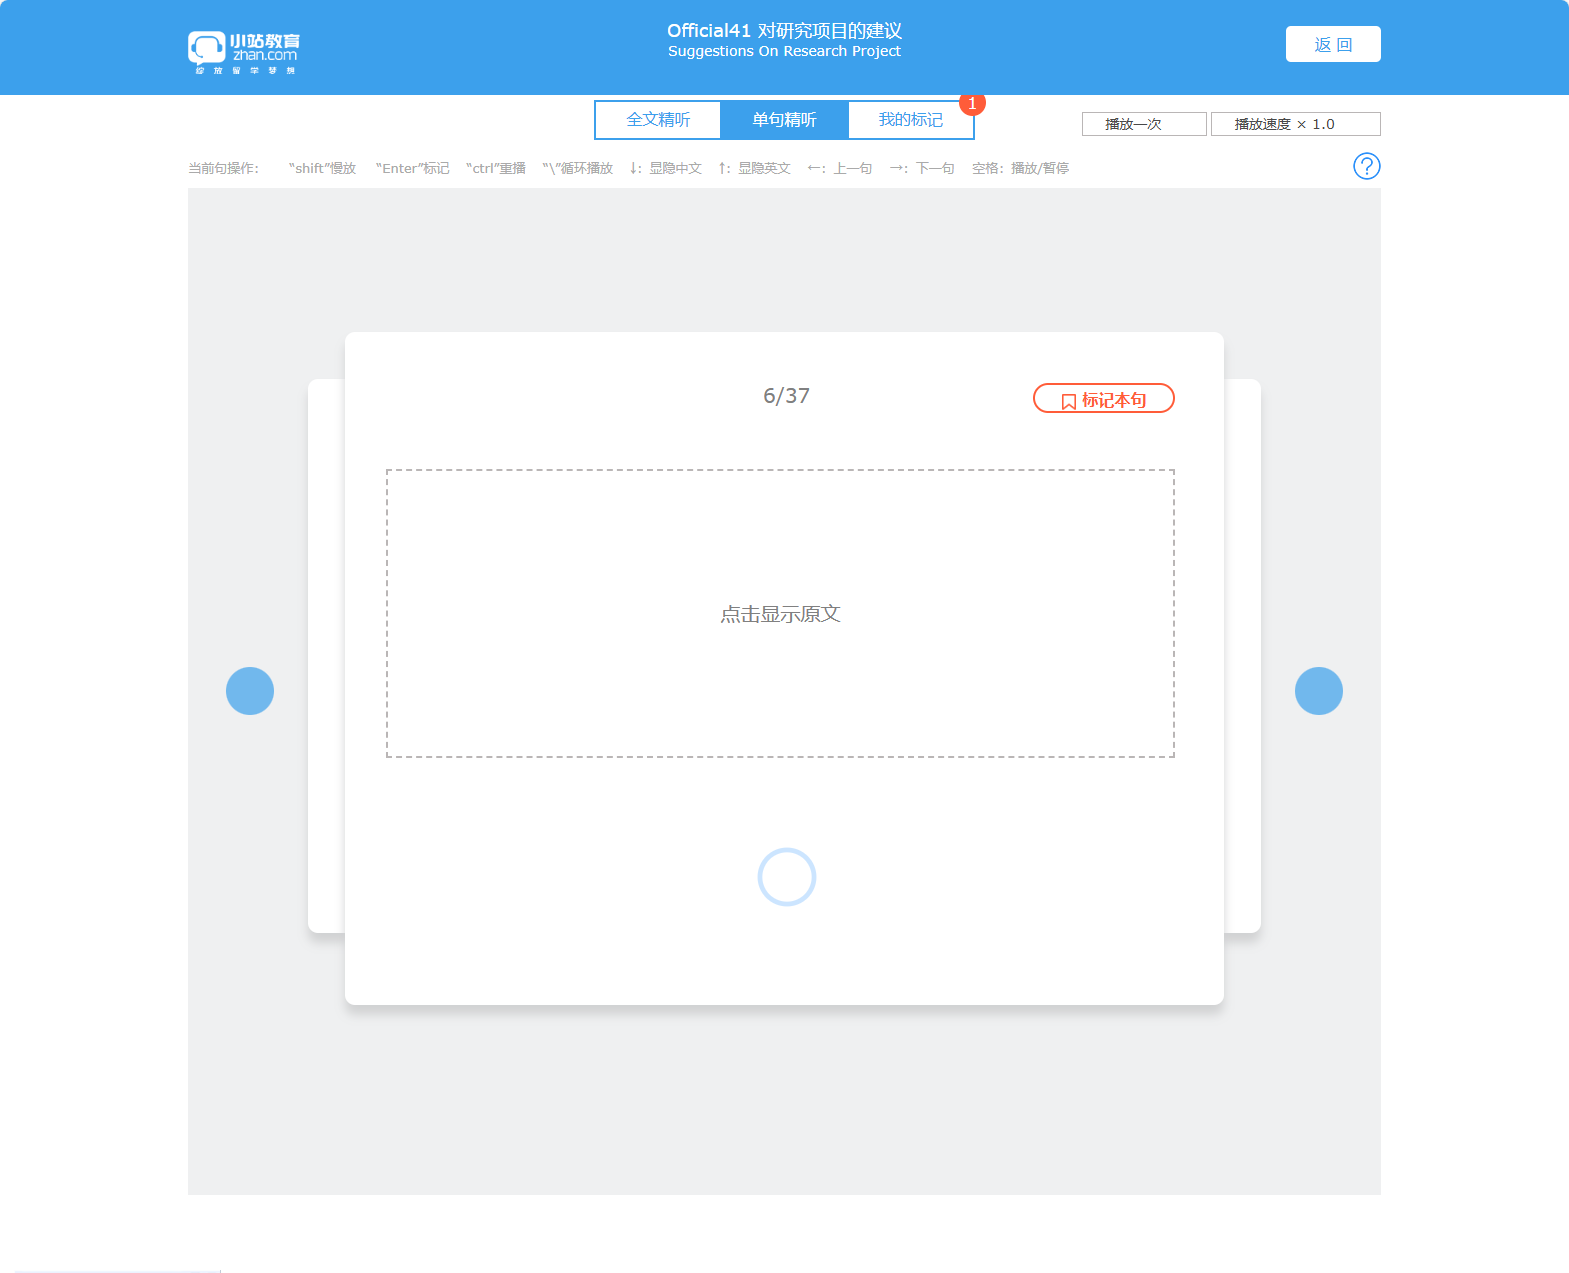 小站教育
zhan.com
绽放留学梦想
Official41 对研究项目的建议
Suggestions On Research Project
返 回
全文精听
单句精听
我的标记
1
播放一次
播放速度 × 1.0
当前句操作: “shift”慢放 “Enter”标记 “ctrl”重播 “\”循环播放 ↓: 显隐中文 ↑: 显隐英文 ←: 上一句 →: 下一句 空格: 播放/暂停
?
6/37
标记本句
点击显示原文